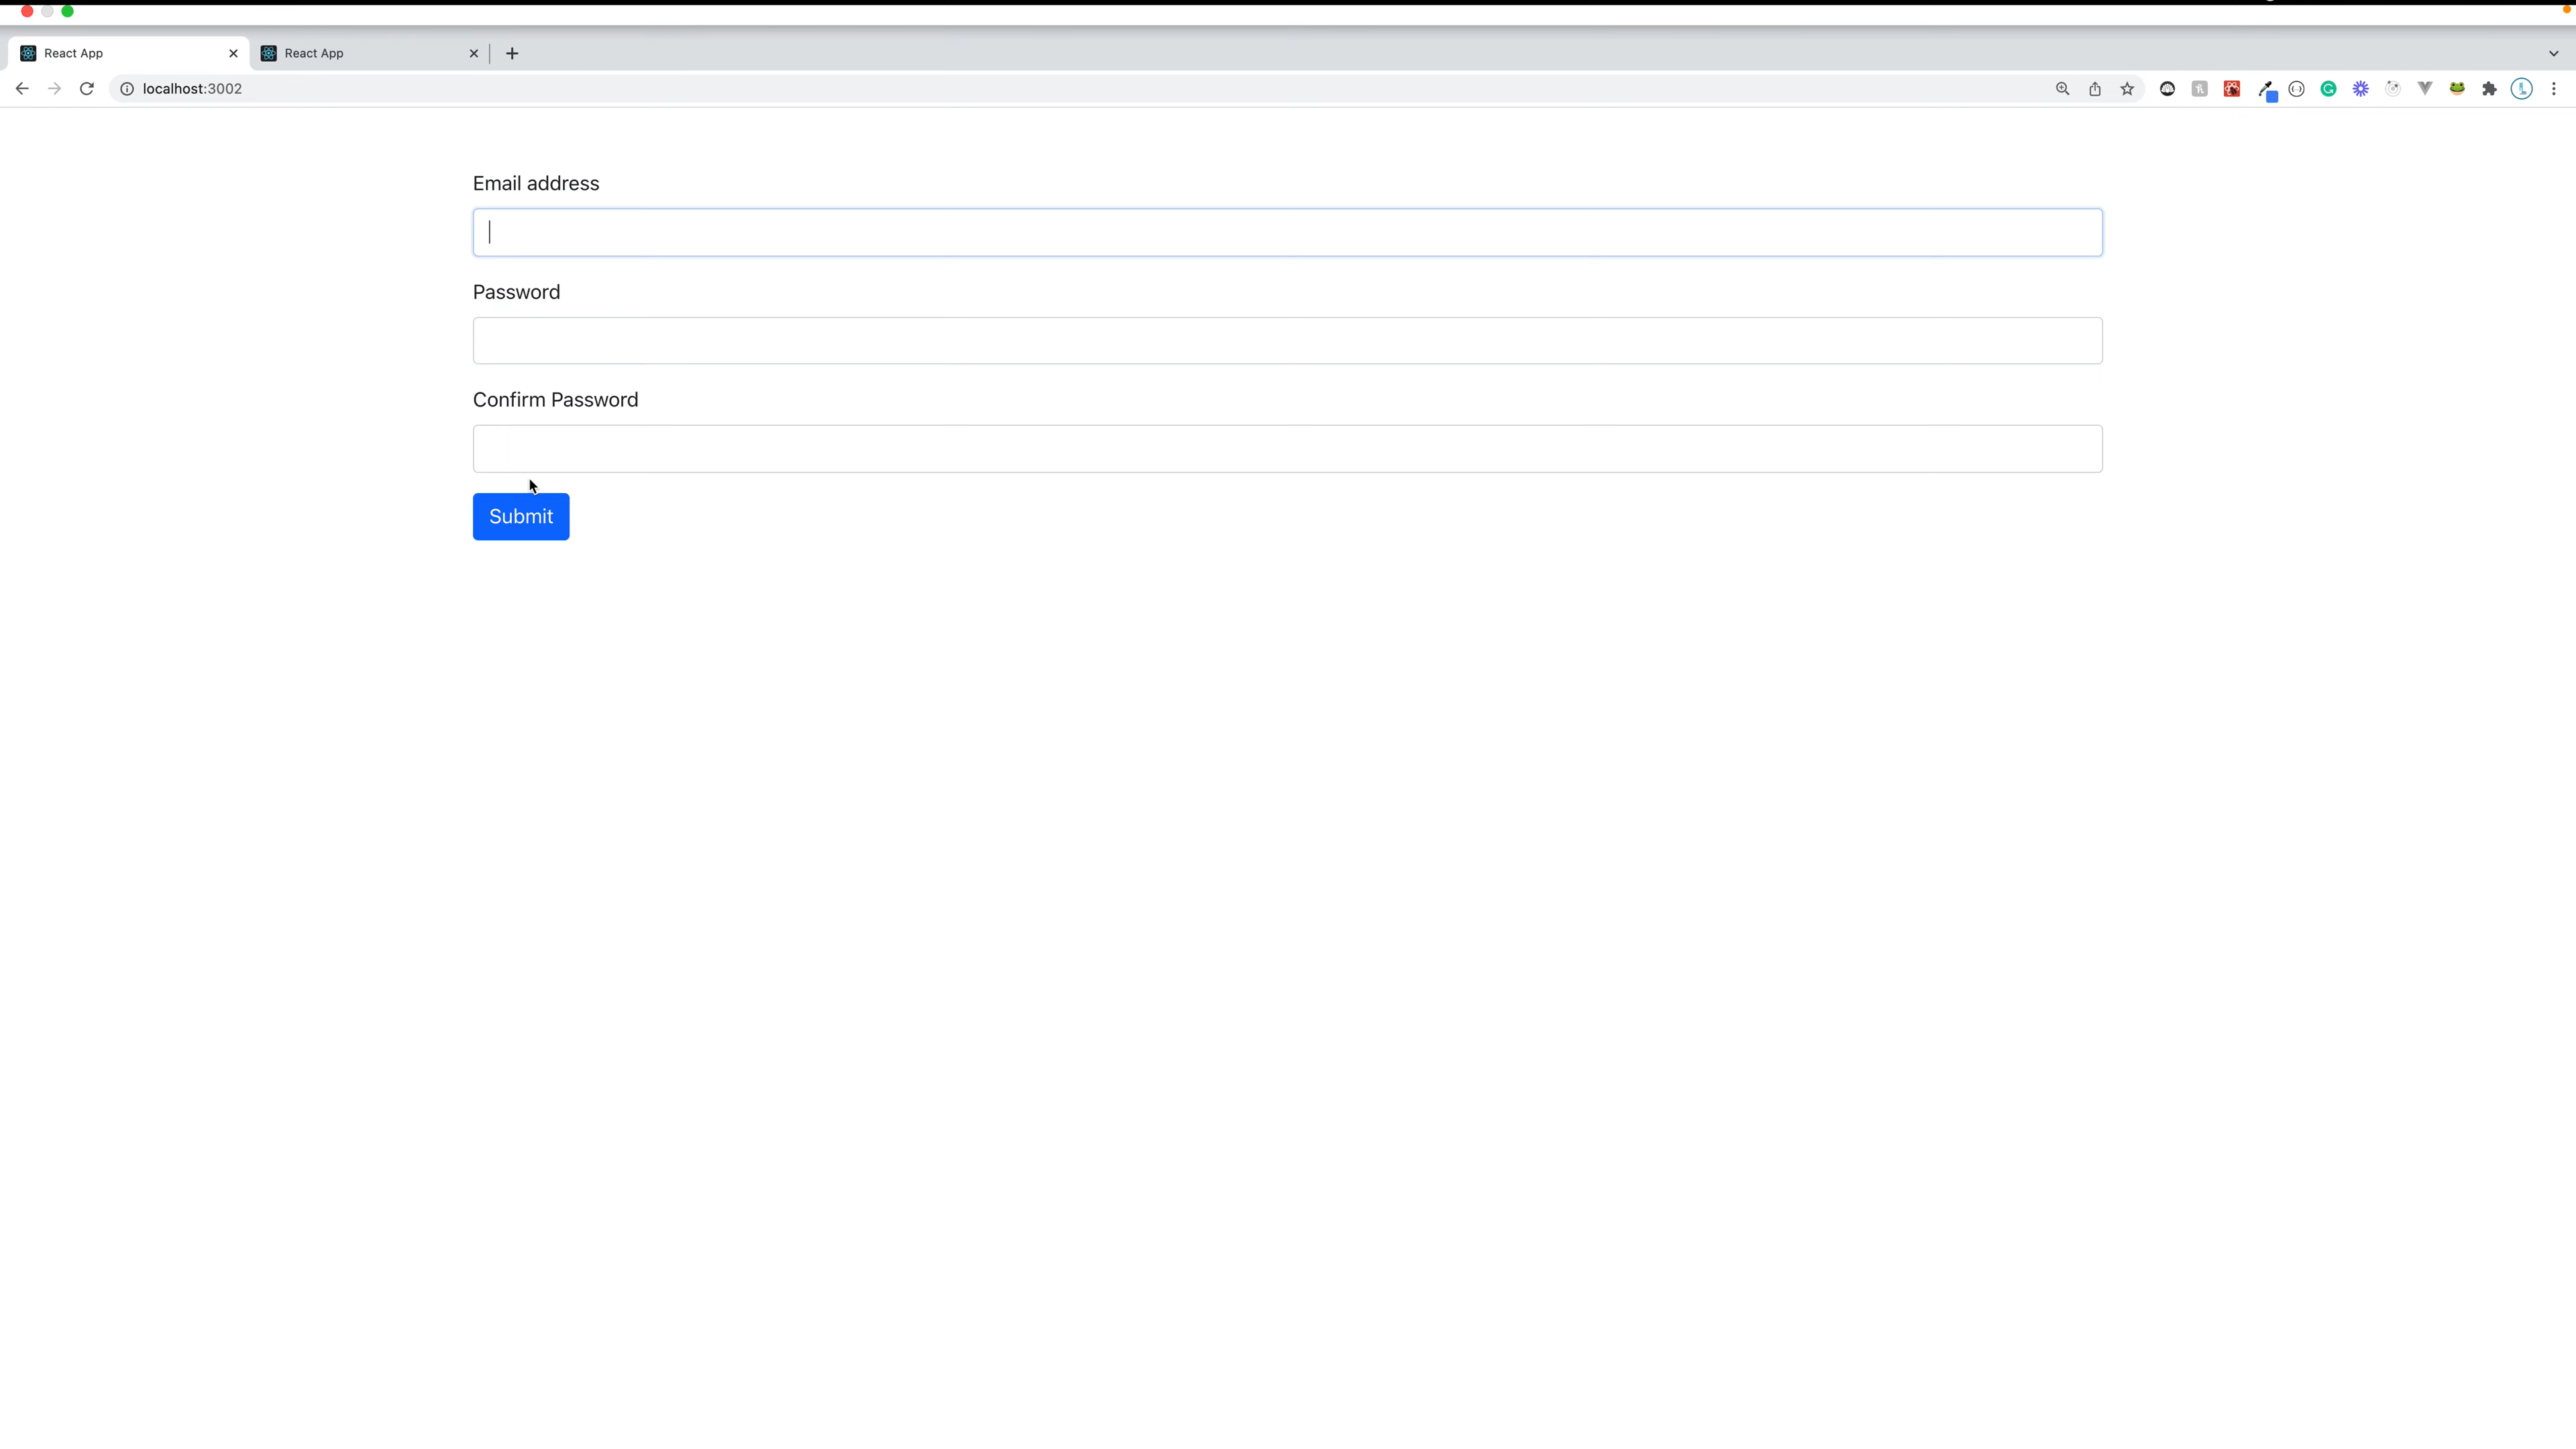 React App
React App
localhost:3002
Email address
Password
Confirm Password
Submit